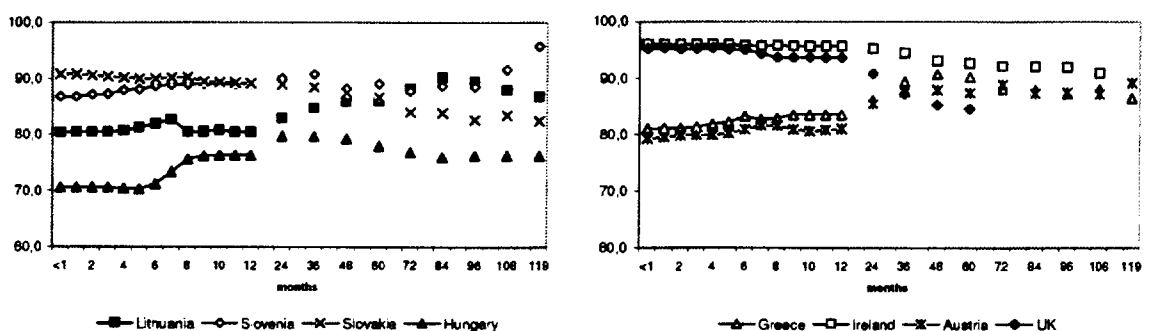 100,0
90,0
80,0
70,0
60,0
<1 2 4 6 8 10 12 24 36 48 60 72 84 96 108 119
months
Lithuania Slovenia Slovakia Hungary
100,0
90,0
80,0
70,0
60,0
<1 2 4 6 8 10 12 24 36 48 60 72 84 96 108 119
months
Greece Ireland Austria UK